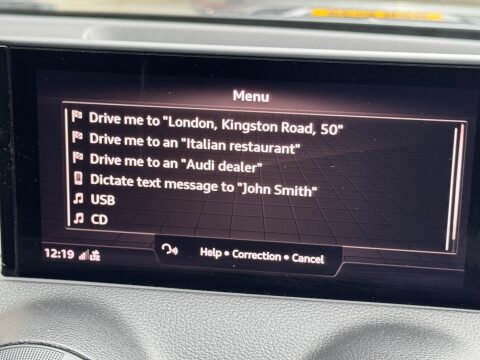 Menu
Drive me to "London, Kingston Road, 50"
Drive me to an "Italian restaurant"
Drive me to an "Audi dealer"
Dictate text message to "John Smith"
USB
CD
12:19 LTE Help • Correction • Cancel